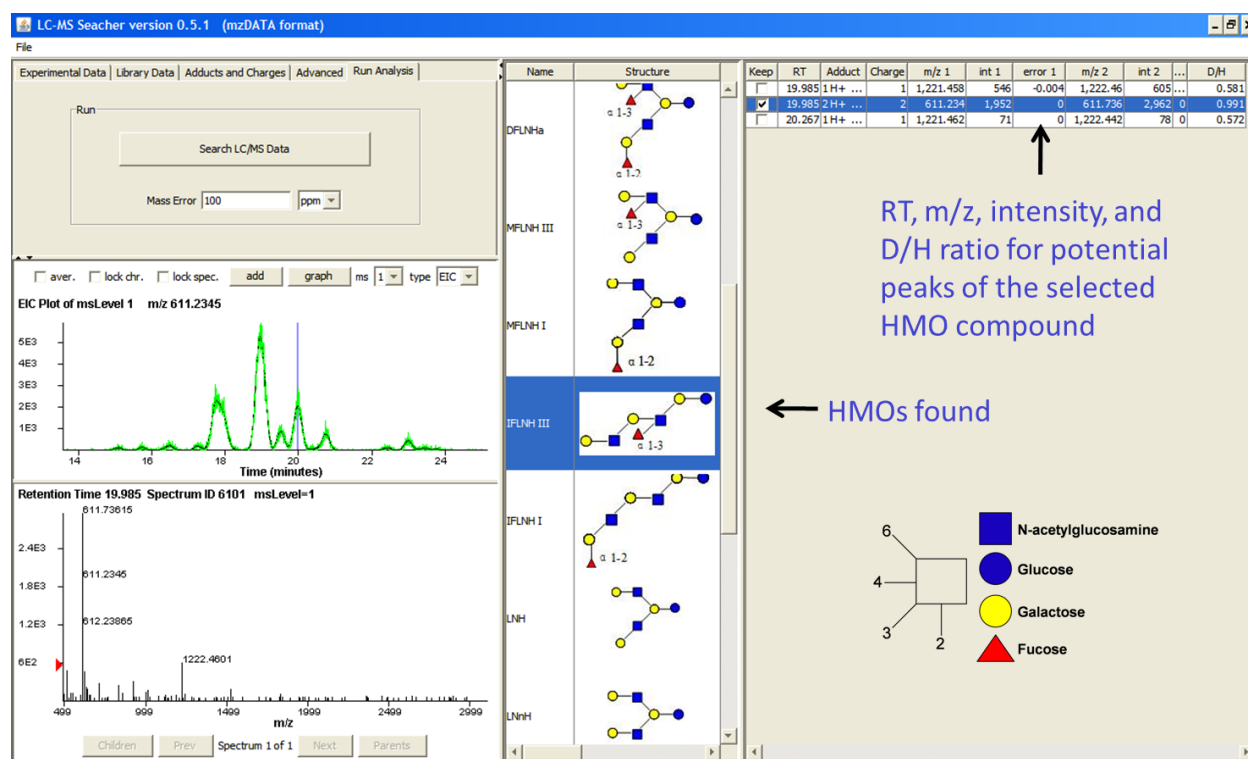 LC-MS Seacher version 0.5.1 (mzDATA format)
File
Experimental Data Library Data Adducts and Charges Advanced Run Analysis
Run
Search LC/MS Data
Mass Error 100 ppm
aver. lock chr. lock spec. add graph ms 1 type EIC
EIC Plot of msLevel 1 m/z 611.2345
5E3
4E3
3E3
2E3
1E3
14 16 18 20 22 24
Time (minutes)
Retention Time 19.985 Spectrum ID 6101 msLevel=1
611.73615
2.4E3
611.2345
1.8E3
612.23865
1.2E3
1222.4601
6E2
499 999 1499 1999 2499 2999
m/z
Children Prev Spectrum 1 of 1 Next Parents
Name Structure
α 1-3
DFLNHa
α 1-2
MFLNH III
α 1-3
MFLNH I
α 1-2
IFLNH III
α 1-3
IFLNH I
α 1-2
LNH
LNnH
Keep RT Adduct Charge m/z 1 int 1 error 1 m/z 2 int 2 ... D/H
19.985 1H+ ... 1 1,221.458 546 -0.004 1,222.46 605 ... 0.581
19.985 2H+ ... 2 611.234 1,952 0 611.736 2,962 0 0.991
20.267 1H+ ... 1 1,221.462 71 0 1,222.442 78 0 0.572
RT, m/z, intensity, and
D/H ratio for potential
peaks of the selected
HMO compound
HMOs found
6
4
3
2
N-acetylglucosamine
Glucose
Galactose
Fucose